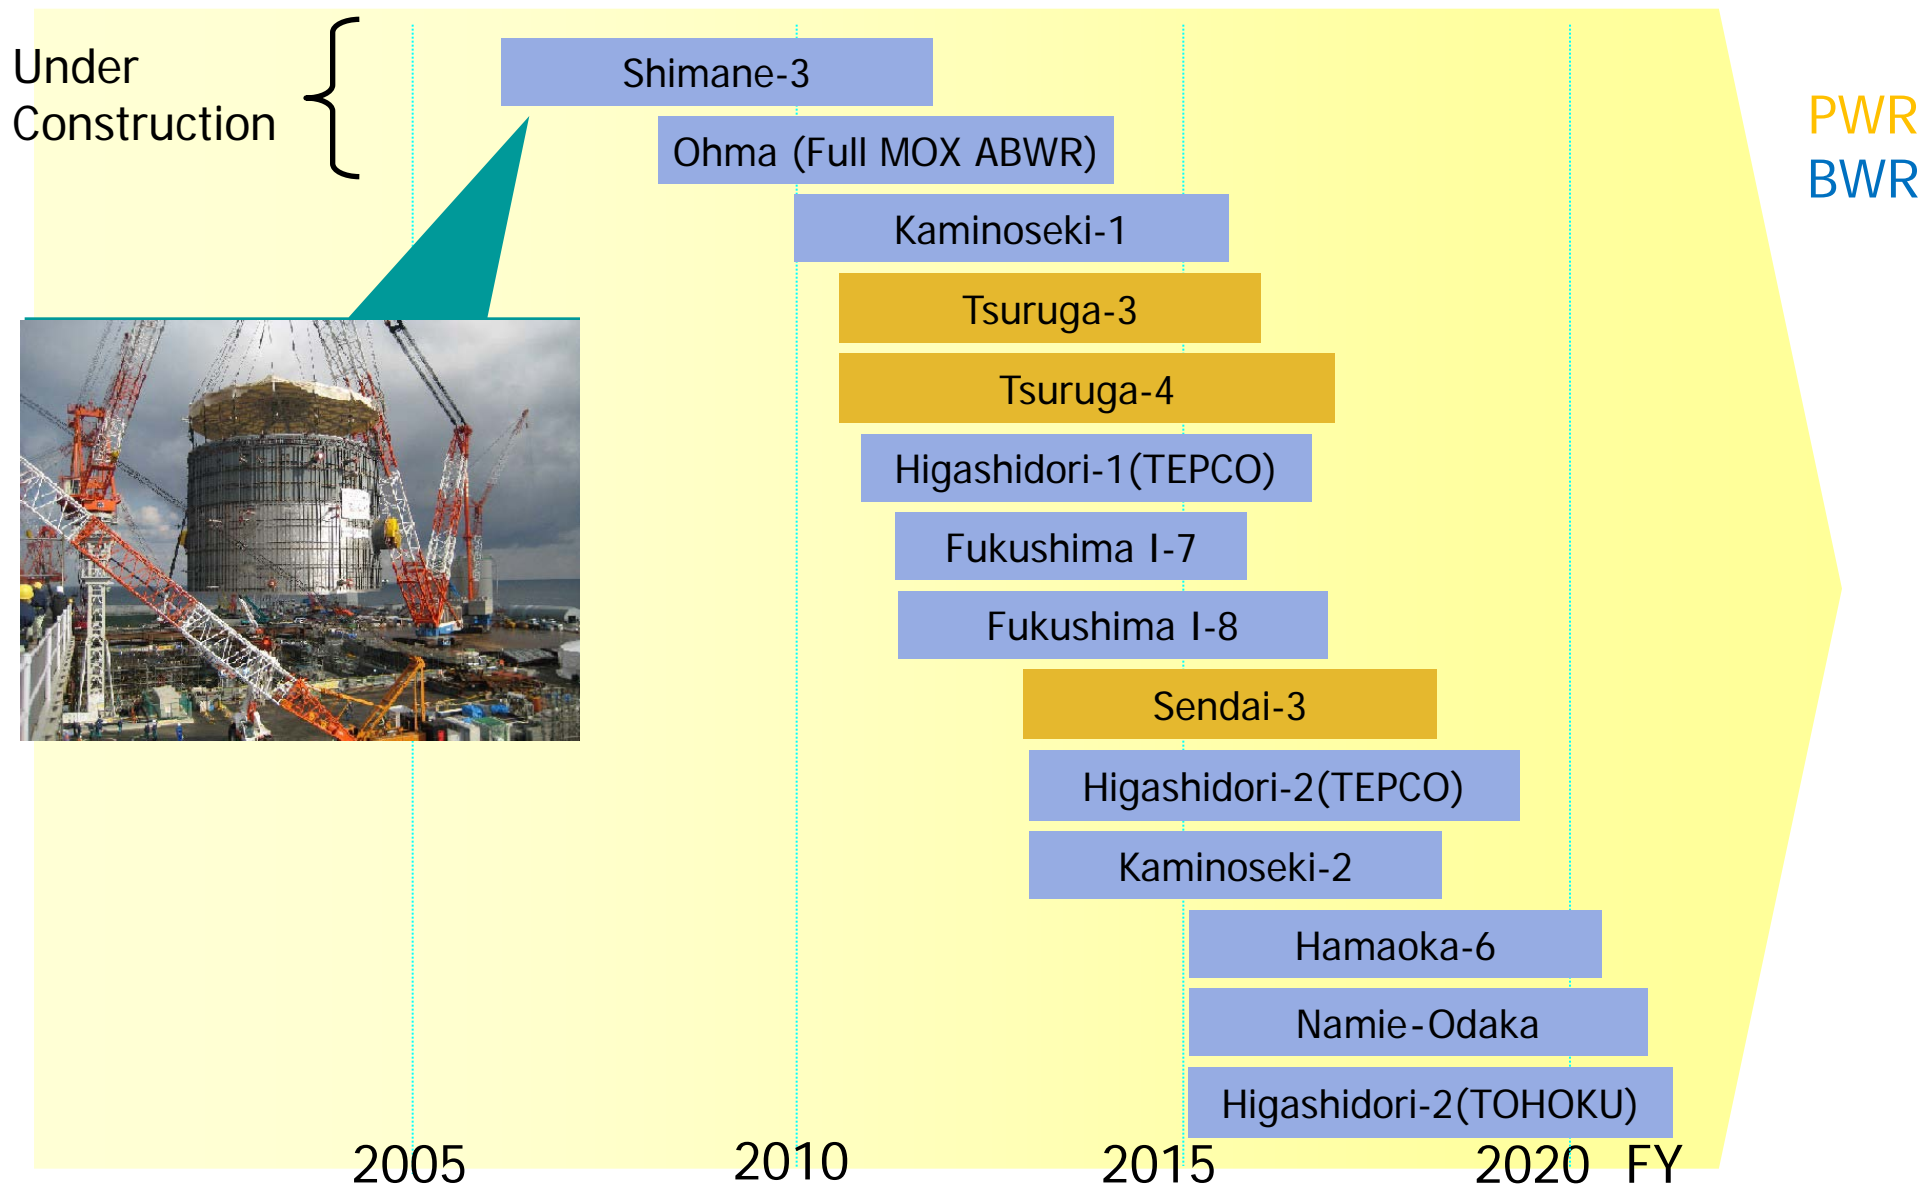 Under
Construction
Shimane-3
Ohma (Full MOX ABWR)
PWR
BWR
Kaminoseki-1
Tsuruga-3
Tsuruga-4
Higashidori-1(TEPCO)
Fukushima I-7
Fukushima I-8
Sendai-3
Higashidori-2(TEPCO)
Kaminoseki-2
Hamaoka-6
Namie-Odaka
Higashidori-2(TOHOKU)
2005 2010 2015 2020 FY